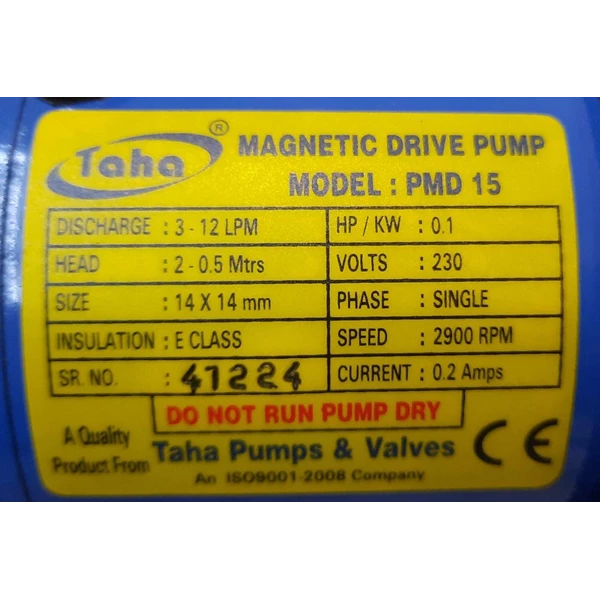 Taha ®
MAGNETIC DRIVE PUMP
MODEL : PMD 15
DISCHARGE : 3 - 12 LPM
HP / KW : 0.1
HEAD : 2 - 0.5 Mtrs
VOLTS : 230
SIZE : 14 X 14 mm
PHASE : SINGLE
INSULATION : E CLASS
SPEED : 2900 RPM
SR. NO. : 41224
CURRENT : 0.2 Amps
DO NOT RUN PUMP DRY
A Quality
Product From
Taha Pumps & Valves
An ISO9001-2008 Company
CE